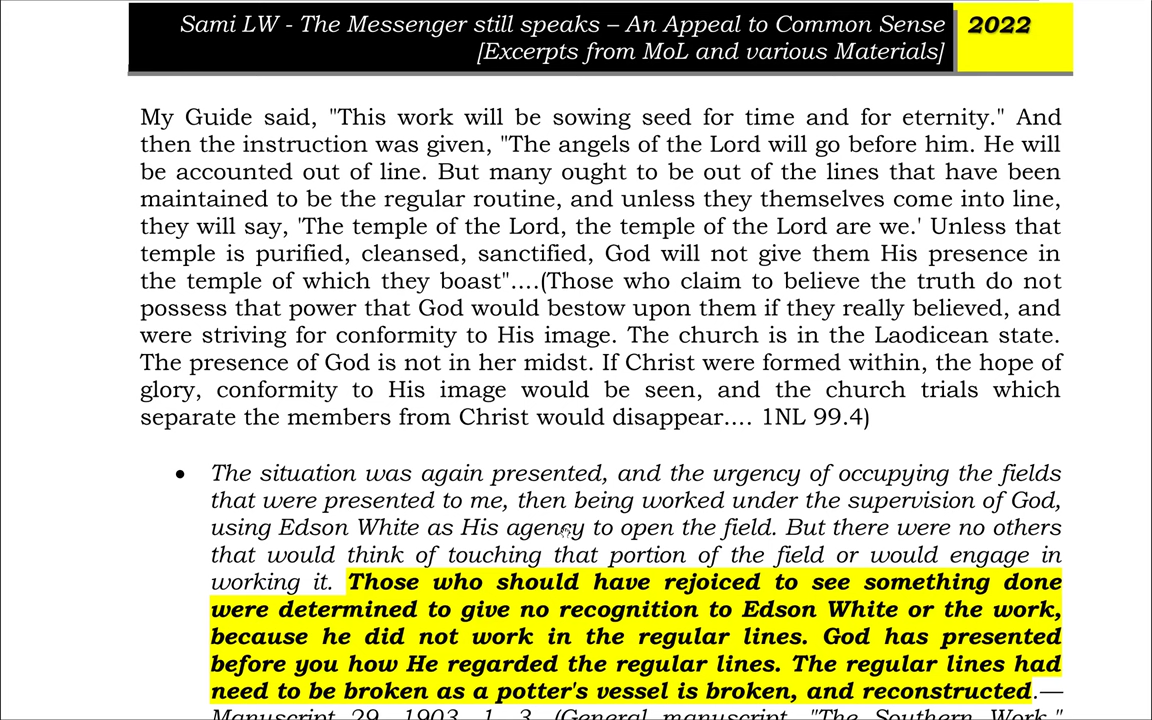 Sami LW - The Messenger still speaks – An Appeal to Common Sense 2022
[Excerpts from MoL and various Materials]
My Guide said, "This work will be sowing seed for time and for eternity." And
then the instruction was given, "The angels of the Lord will go before him. He will
be accounted out of line. But many ought to be out of the lines that have been
maintained to be the regular routine, and unless they themselves come into line,
they will say, 'The temple of the Lord, the temple of the Lord are we.' Unless that
temple is purified, cleansed, sanctified, God will not give them His presence in
the temple of which they boast"....(Those who claim to believe the truth do not
possess that power that God would bestow upon them if they really believed, and
were striving for conformity to His image. The church is in the Laodicean state.
The presence of God is not in her midst. If Christ were formed within, the hope of
glory, conformity to His image would be seen, and the church trials which
separate the members from Christ would disappear.... 1NL 99.4)
• The situation was again presented, and the urgency of occupying the fields
that were presented to me, then being worked under the supervision of God,
using Edson White as His agency to open the field. But there were no others
that would think of touching that portion of the field or would engage in
working it. Those who should have rejoiced to see something done
were determined to give no recognition to Edson White or the work,
because he did not work in the regular lines. God has presented
before you how He regarded the regular lines. The regular lines had
need to be broken as a potter's vessel is broken, and reconstructed.—
Manuscript 29, 1903, 1, 3. (General manuscript, "The Southern Work,"